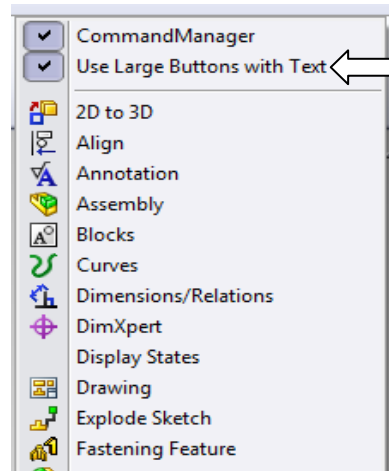 CommandManager
Use Large Buttons with Text
2D to 3D
Align
Annotation
Assembly
Blocks
Curves
Dimensions/Relations
DimXpert
Display States
Drawing
Explode Sketch
Fastening Feature